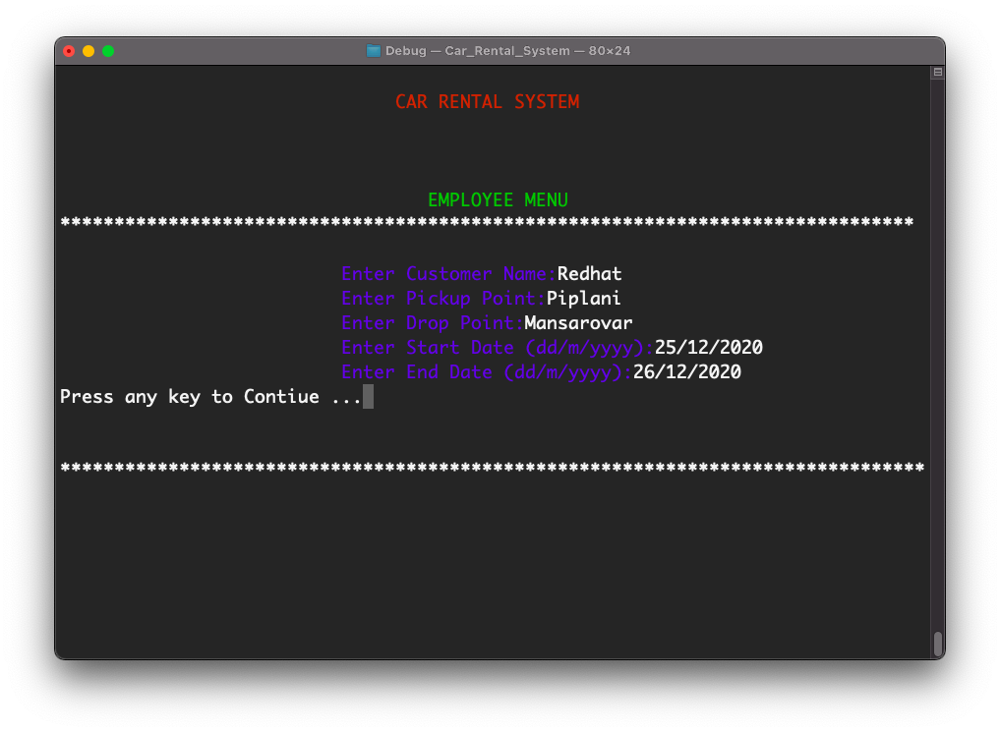 Debug — Car_Rental_System — 80×24
CAR RENTAL SYSTEM
EMPLOYEE MENU
*******************************************************************************
Enter Customer Name:Redhat
Enter Pickup Point:Piplani
Enter Drop Point:Mansarovar
Enter Start Date (dd/m/yyyy):25/12/2020
Enter End Date (dd/m/yyyy):26/12/2020
Press any key to Contiue ...
********************************************************************************